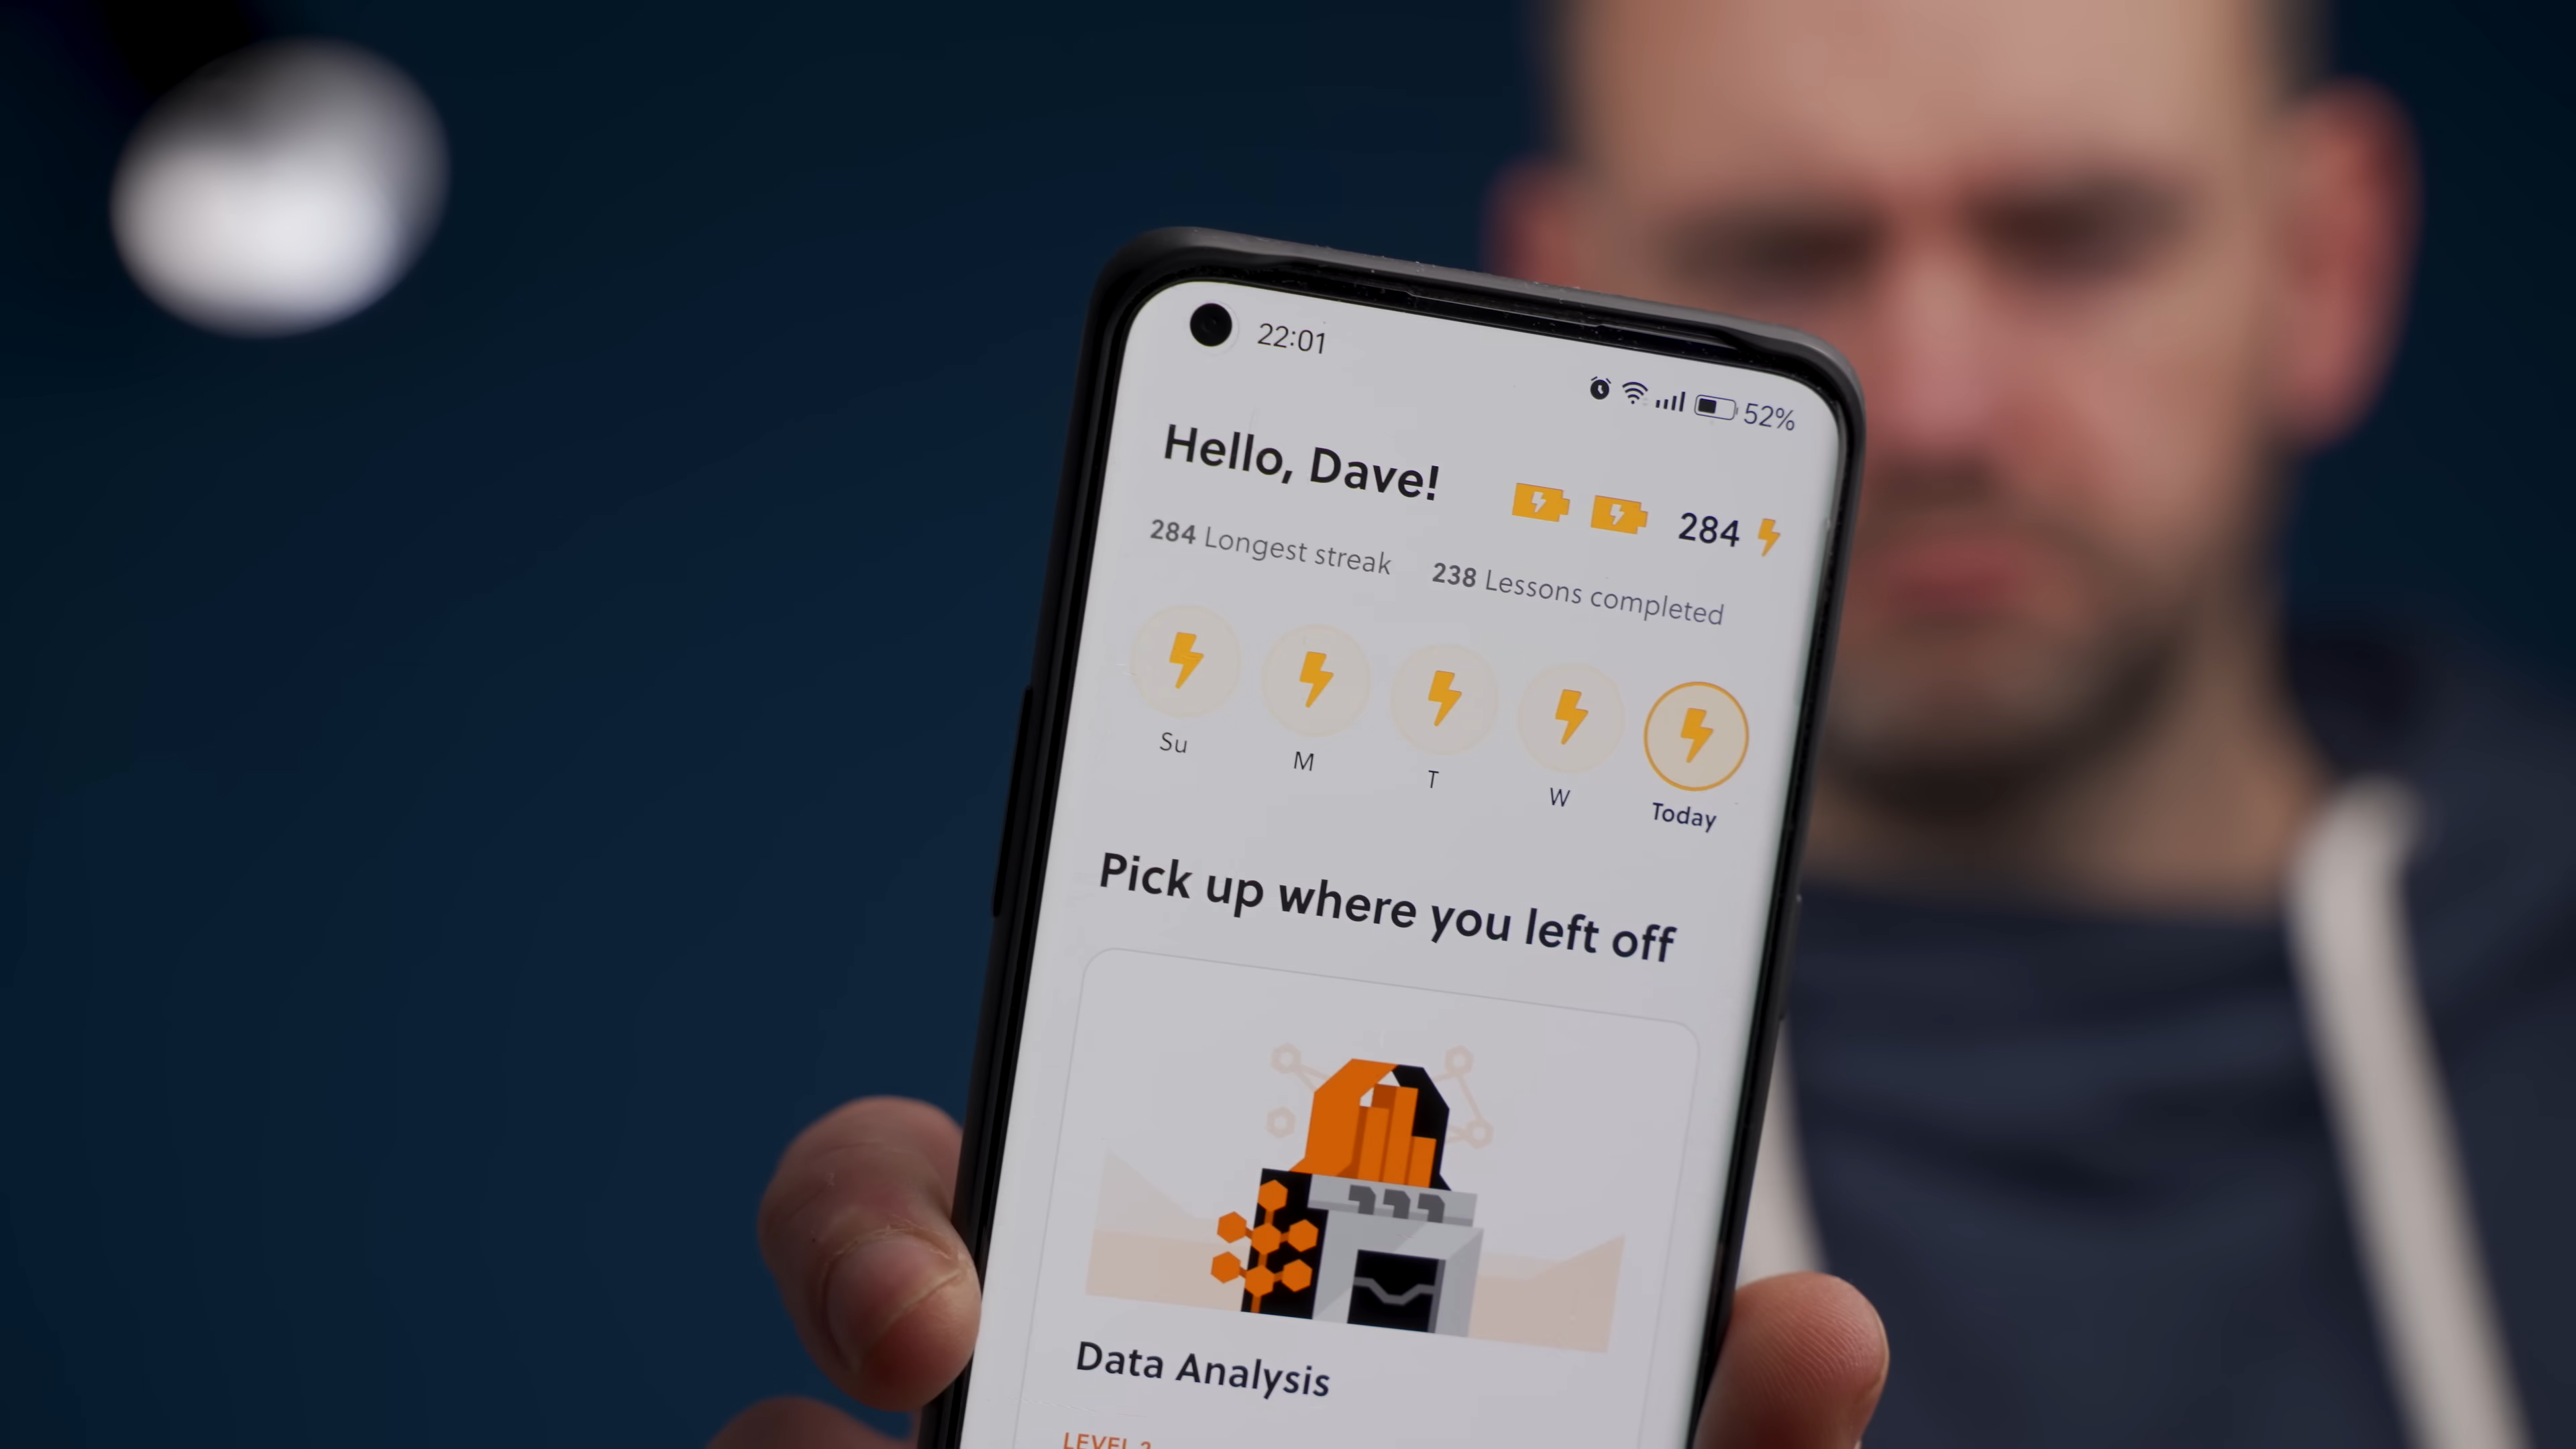 22:01
52%
Hello, Dave!
284
284 Longest streak 238 Lessons completed
Su M T W Today
Pick up where you left off
Data Analysis
LEVEL 2